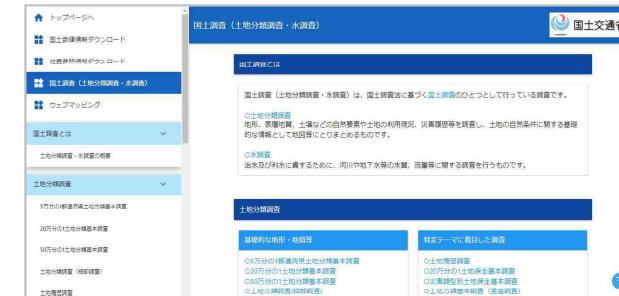 トップページへ
国土数値情報ダウンロード
位置参照情報ダウンロード
国土調査（土地分類調査・水調査）
ウェブマッピング
国土調査とは
土地分類調査・水調査の概要
土地分類調査
5万分の1都道府県土地分類基本調査
20万分の1土地分類基本調査
50万分の1土地分類基本調査
土地分類調査（細部調査）
土地履歴調査
国土調査（土地分類調査・水調査）
国土交通省
国土調査とは
国土調査（土地分類調査・水調査）は、国土調査法に基づく国土調査のひとつとして行っている調査です。
○土地分類調査
地形、表層地質、土壌などの自然要素や土地の利用現況、災害履歴等を調査し、土地の自然条件に関する基礎
的な情報として地図等にとりまとめるものです。
○水調査
治水及び利水に資するために、河川や地下水等の水質、流量等に関する調査を行うものです。
土地分類調査
基礎的な地形・地質等
○5万分の1都道府県土地分類基本調査
○20万分の1土地分類基本調査
○50万分の1土地分類基本調査
○土地分類調査(細部調査)
特定テーマに着目した調査
○土地履歴調査
○20万分の1土地保全基本調査
○災害類型別土地保全基本調査